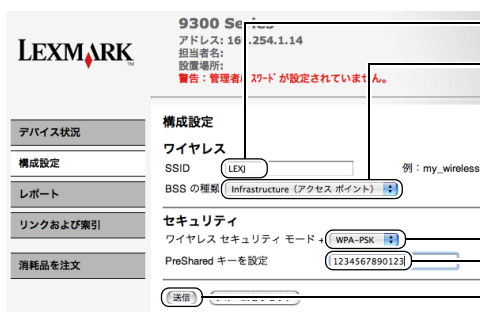 9300 Series
アドレス: 169.254.1.14
担当者名:
設置場所:
警告：管理者パスワードが設定されていません。
LEXMARK
TM
デバイス状況
構成設定
レポート
リンクおよび索引
消耗品を注文
構成設定
ワイヤレス
SSID LEXJ 例：my_wireless
BSS の種類 Infrastructure（アクセス ポイント）
セキュリティ
ワイヤレス セキュリティ モード + WPA-PSK
PreShared キーを設定 1234567890123
送信